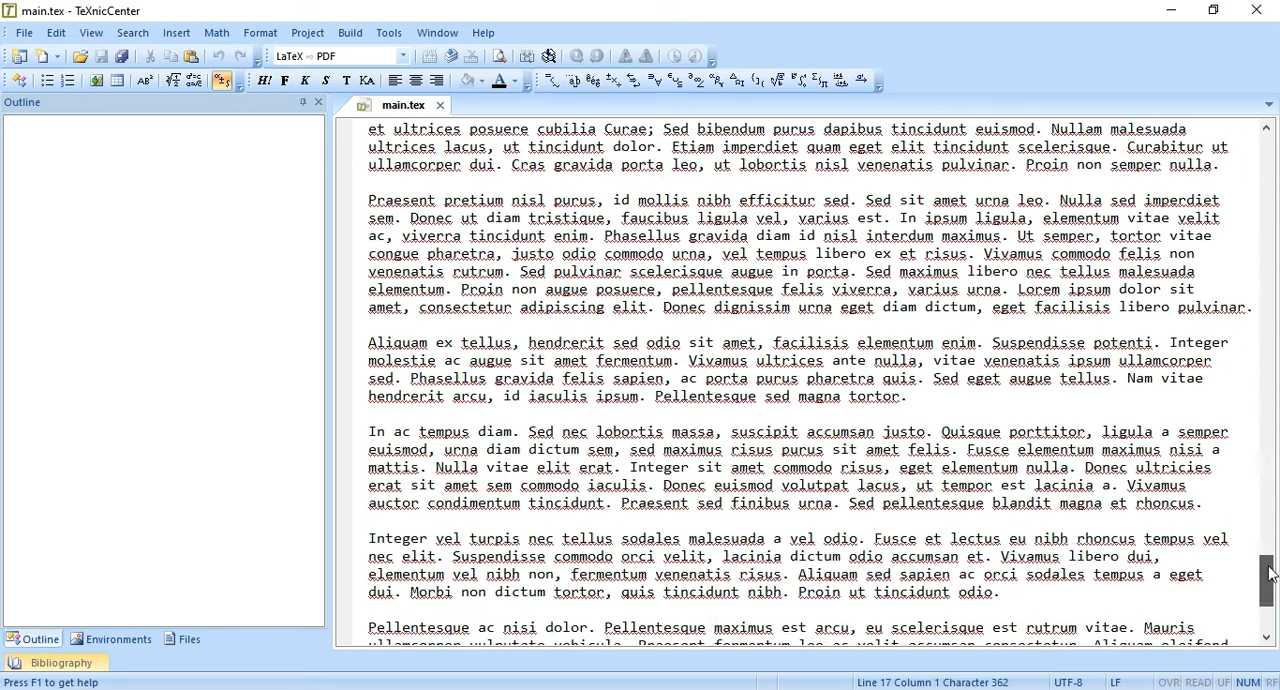 main.tex - TeXnicCenter
File Edit View Search Insert Math Format Project Build Tools Window Help
LaTeX ⇨ PDF
H! F K S T KA
Outline
main.tex
et ultrices posuere cubilia Curae; Sed bibendum purus dapibus tincidunt euismod. Nullam malesuada
ultrices lacus, ut tincidunt dolor. Etiam imperdiet quam eget elit tincidunt scelerisque. Curabitur ut
ullamcorper dui. Cras gravida porta leo, ut lobortis nisl venenatis pulvinar. Proin non semper nulla.
Praesent pretium nisl purus, id mollis nibh efficitur sed. Sed sit amet urna leo. Nulla sed imperdiet
sem. Donec ut diam tristique, faucibus ligula vel, varius est. In ipsum ligula, elementum vitae velit
ac, viverra tincidunt enim. Phasellus gravida diam id nisl interdum maximus. Ut semper, tortor vitae
congue pharetra, justo odio commodo urna, vel tempus libero ex et risus. Vivamus commodo felis non
venenatis rutrum. Sed pulvinar scelerisque augue in porta. Sed maximus libero nec tellus malesuada
elementum. Proin non augue posuere, pellentesque felis viverra, varius urna. Lorem ipsum dolor sit
amet, consectetur adipiscing elit. Donec dignissim urna eget diam dictum, eget facilisis libero pulvinar.
Aliquam ex tellus, hendrerit sed odio sit amet, facilisis elementum enim. Suspendisse potenti. Integer
molestie ac augue sit amet fermentum. Vivamus ultrices ante nulla, vitae venenatis ipsum ullamcorper
sed. Phasellus gravida felis sapien, ac porta purus pharetra quis. Sed eget augue tellus. Nam vitae
hendrerit arcu, id iaculis ipsum. Pellentesque sed magna tortor.
In ac tempus diam. Sed nec lobortis massa, suscipit accumsan justo. Quisque porttitor, ligula a semper
euismod, urna diam dictum sem, sed maximus risus purus sit amet felis. Fusce elementum maximus nisi a
mattis. Nulla vitae elit erat. Integer sit amet commodo risus, eget elementum nulla. Donec ultricies
erat sit amet sem commodo iaculis. Donec euismod volutpat lacus, ut tempor est lacinia a. Vivamus
auctor condimentum tincidunt. Praesent sed finibus urna. Sed pellentesque blandit magna et rhoncus.
Integer vel turpis nec tellus sodales malesuada a vel odio. Fusce et lectus eu nibh rhoncus tempus vel
nec elit. Suspendisse commodo orci velit, lacinia dictum odio accumsan et. Vivamus libero dui,
elementum vel nibh non, fermentum venenatis risus. Aliquam sed sapien ac orci sodales tempus a eget
dui. Morbi non dictum tortor, quis tincidunt nibh. Proin ut tincidunt odio.
Pellentesque ac nisi dolor. Pellentesque maximus est arcu, eu scelerisque est rutrum vitae. Mauris
ullamcorper vulputate vehicula. Praesent fermentum leo ac velit accumsan consectetur. Aliquam eleifend
Outline Environments Files
Bibliography
Press F1 to get help
Line 17 Column 1 Character 362 UTF-8 LF OVR READ UF NUM RF